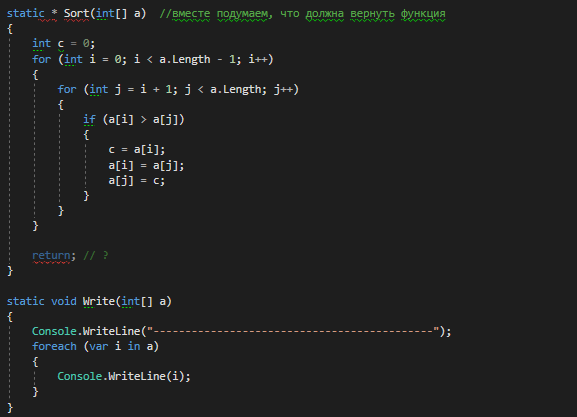 static * Sort(int[] a)  //вместе подумаем, что должна вернуть функция
{
    int c = 0;
    for (int i = 0; i < a.Length - 1; i++)
    {
        for (int j = i + 1; j < a.Length; j++)
        {
            if (a[i] > a[j])
            {
                c = a[i];
                a[i] = a[j];
                a[j] = c;
            }
        }
    }

    return; // ?
}

static void Write(int[] a)
{
    Console.WriteLine("--------------------------------------------");
    foreach (var i in a)
    {
        Console.WriteLine(i);
    }
}